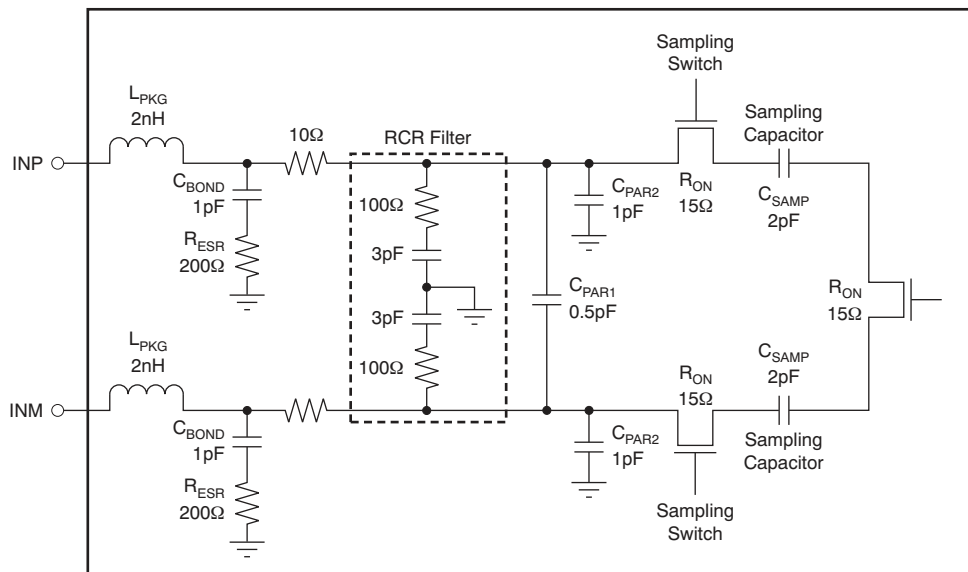 Sampling
Switch
L_PKG
2nH
Sampling
Capacitor
10Ω
RCR Filter
INP
C_BOND
1pF
100Ω
C_PAR2
1pF
R_ON
15Ω
C_SAMP
2pF
R_ESR
200Ω
3pF
C_PAR1
0.5pF
R_ON
15Ω
3pF
L_PKG
2nH
100Ω
R_ON
15Ω
C_SAMP
2pF
INM
C_BOND
1pF
C_PAR2
1pF
Sampling
Capacitor
R_ESR
200Ω
Sampling
Switch